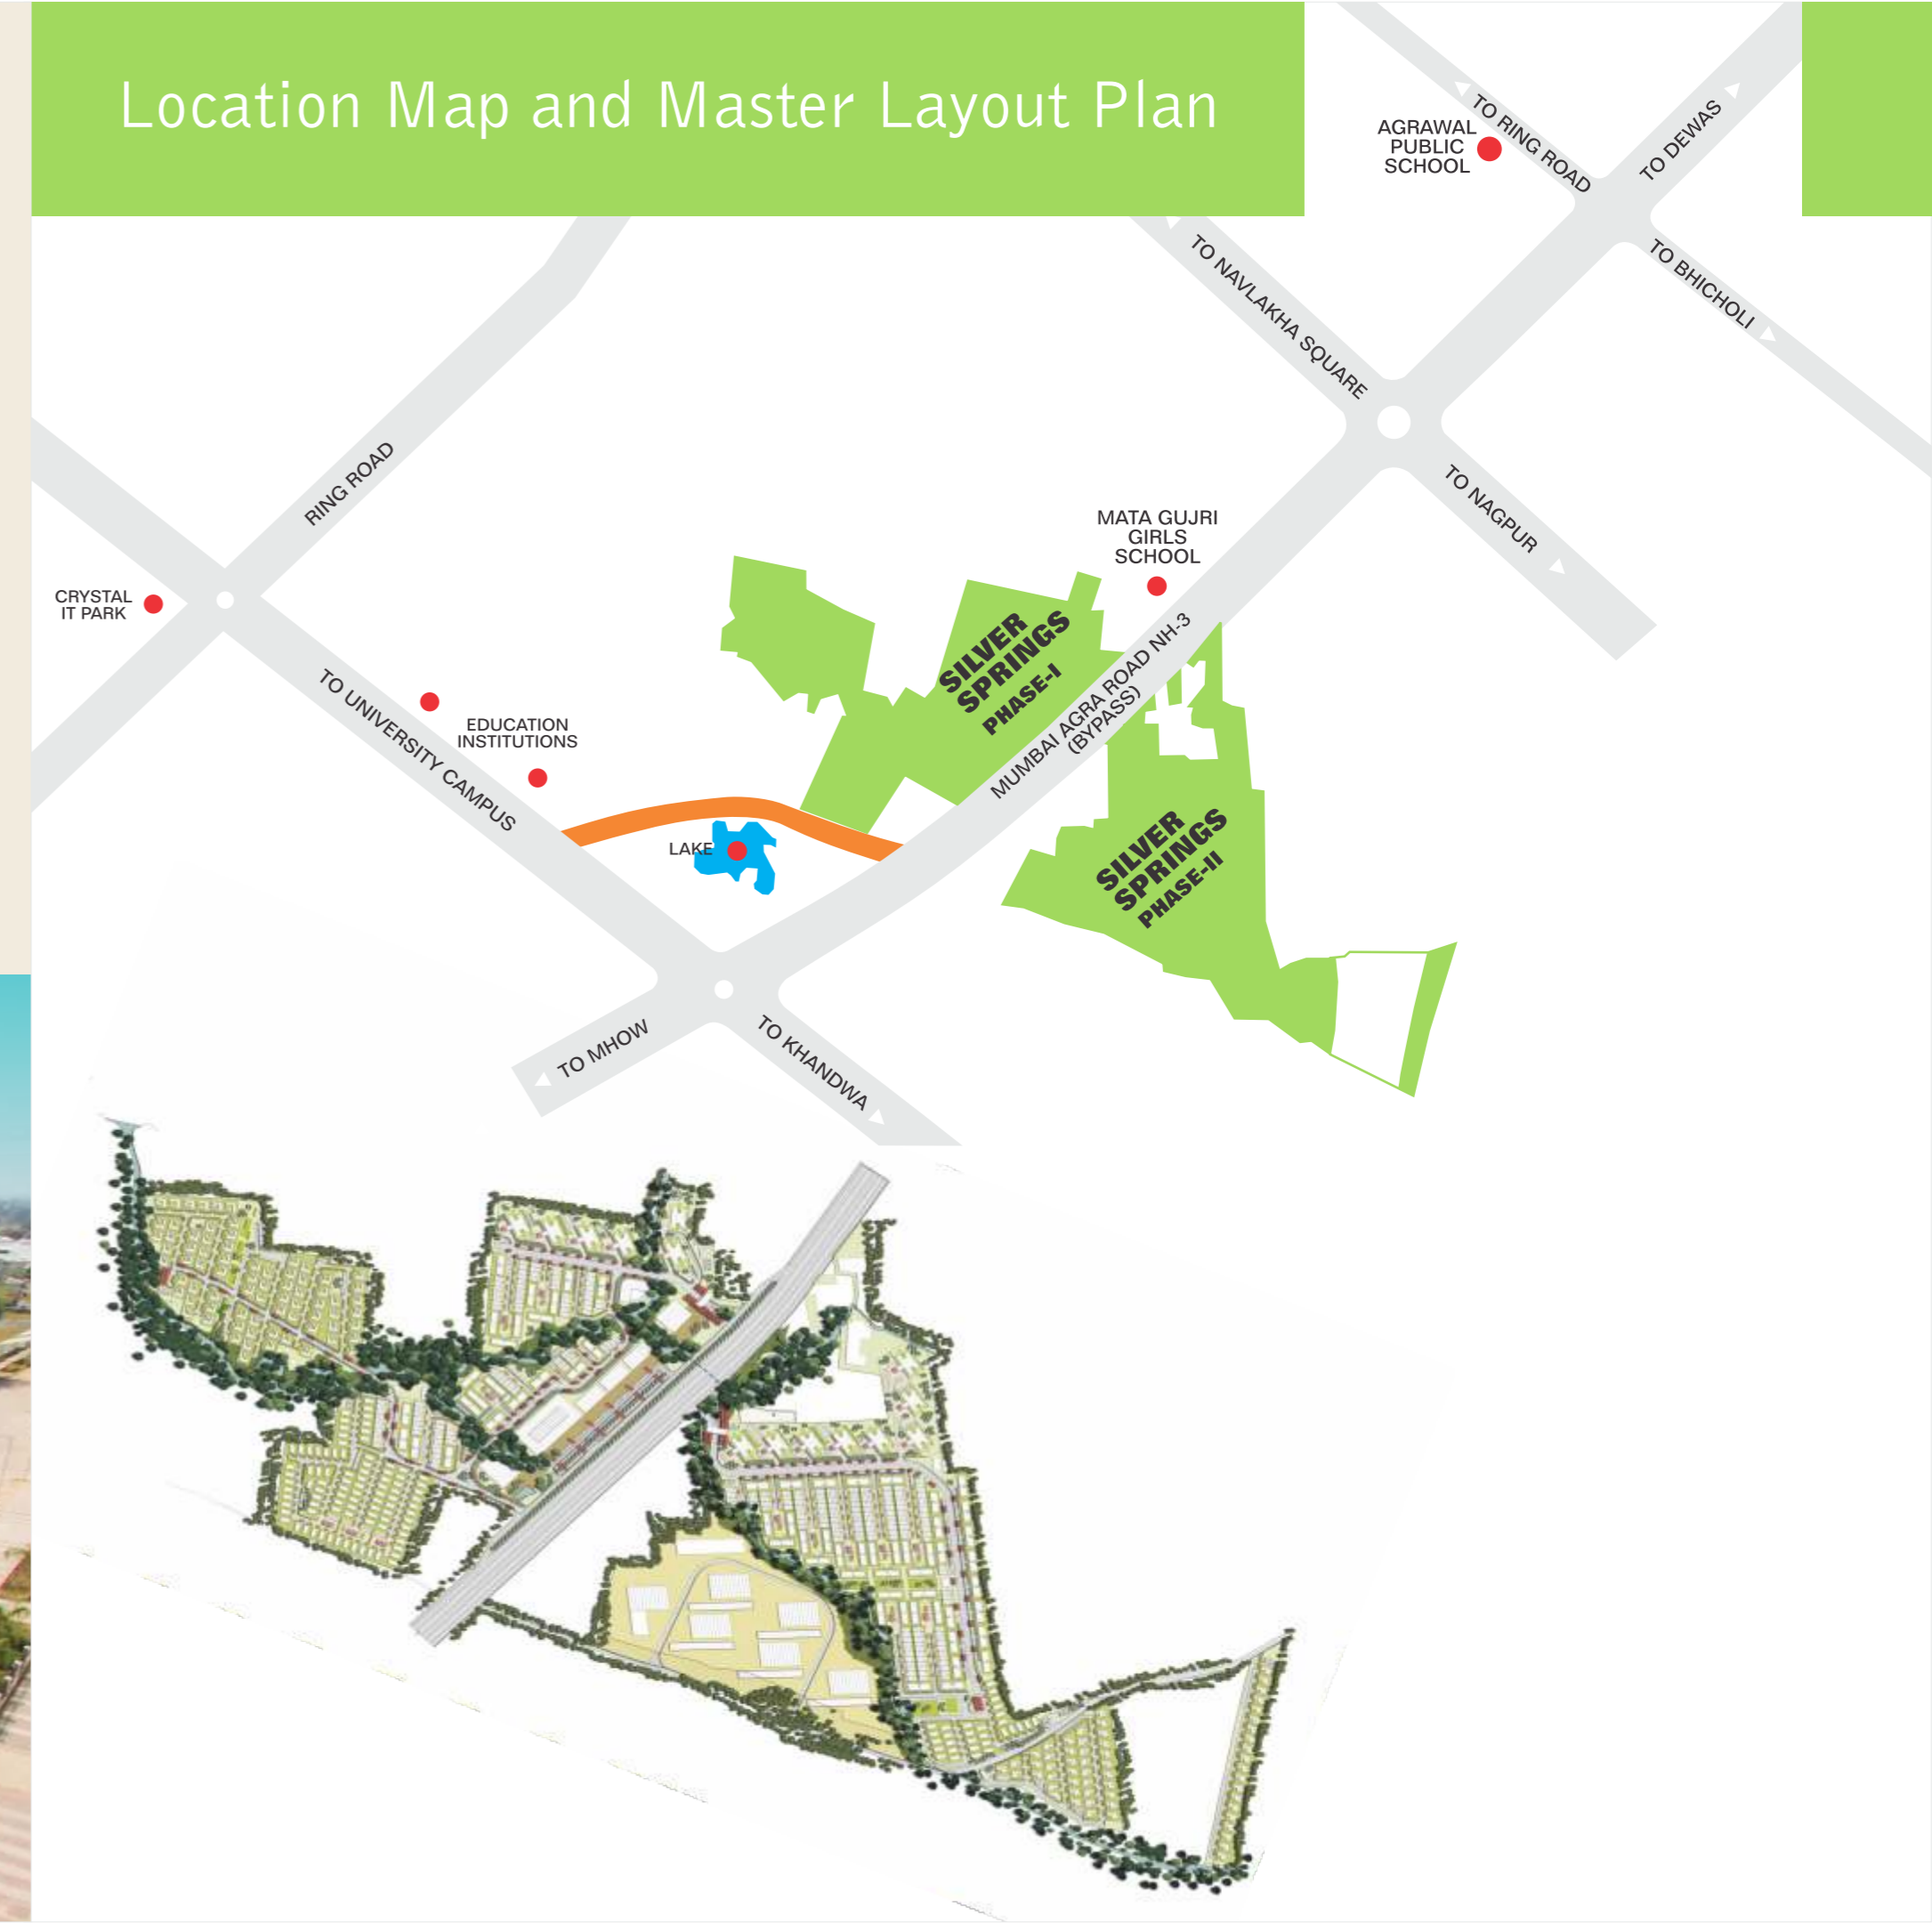 Location Map and Master Layout Plan
AGRAWAL
PUBLIC
SCHOOL
TO RING ROAD
TO DEWAS
TO BHICHOLI
TO NAVLAKHA SQUARE
TO NAGPUR
RING ROAD
MATA GUJRI
GIRLS
SCHOOL
CRYSTAL
IT PARK
SILVER
SPRINGS
PHASE-I
MUMBAI AGRA ROAD NH-3
(BYPASS)
TO UNIVERSITY CAMPUS
EDUCATION
INSTITUTIONS
LAKE
SILVER
SPRINGS
PHASE-II
TO MHOW
TO KHANDWA